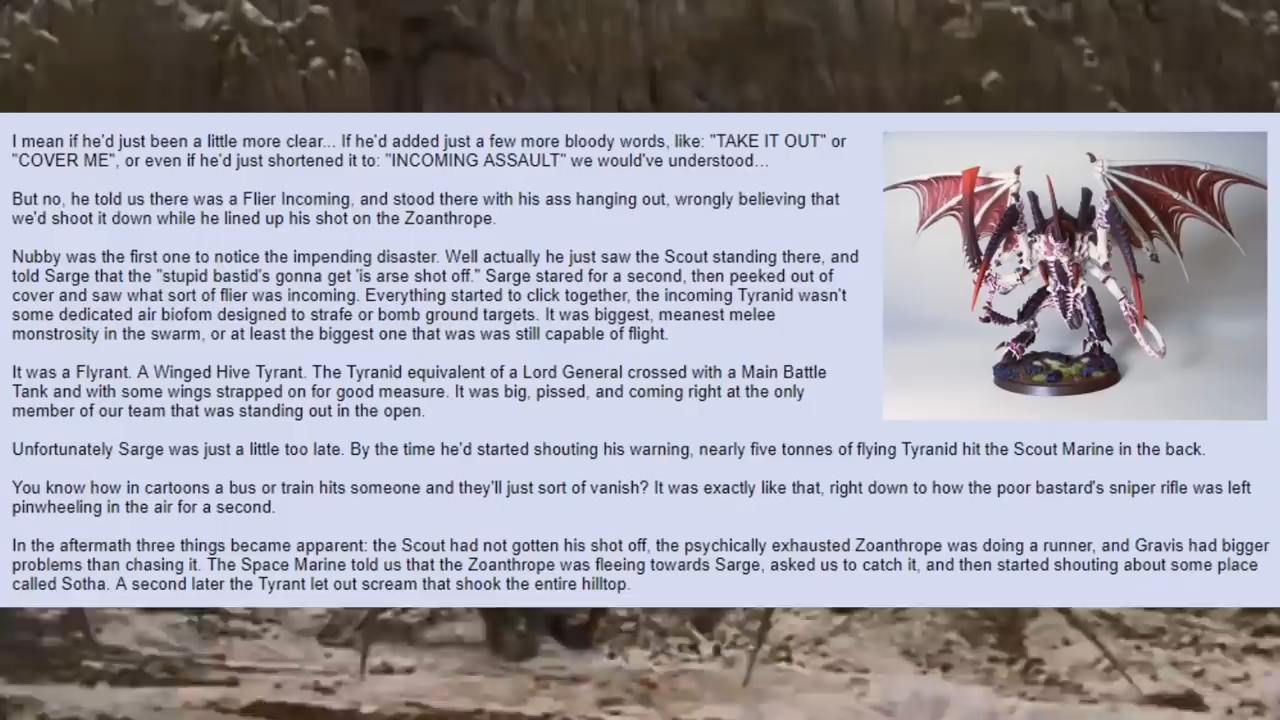 I mean if he'd just been a little more clear... If he'd added just a few more bloody words, like: "TAKE IT OUT" or
"COVER ME", or even if he'd just shortened it to: "INCOMING ASSAULT" we would've understood...
But no, he told us there was a Flier Incoming, and stood there with his ass hanging out, wrongly believing that
we'd shoot it down while he lined up his shot on the Zoanthrope.
Nubby was the first one to notice the impending disaster. Well actually he just saw the Scout standing there, and
told Sarge that the "stupid bastid's gonna get 'is arse shot off." Sarge stared for a second, then peeked out of
cover and saw what sort of flier was incoming. Everything started to click together, the incoming Tyranid wasn't
some dedicated air biofom designed to strafe or bomb ground targets. It was biggest, meanest melee
monstrosity in the swarm, or at least the biggest one that was was still capable of flight.
It was a Flyrant. A Winged Hive Tyrant. The Tyranid equivalent of a Lord General crossed with a Main Battle
Tank and with some wings strapped on for good measure. It was big, pissed, and coming right at the only
member of our team that was standing out in the open.
Unfortunately Sarge was just a little too late. By the time he'd started shouting his warning, nearly five tonnes of flying Tyranid hit the Scout Marine in the back.
You know how in cartoons a bus or train hits someone and they'll just sort of vanish? It was exactly like that, right down to how the poor bastard's sniper rifle was left
pinwheeling in the air for a second.
In the aftermath three things became apparent: the Scout had not gotten his shot off, the psychically exhausted Zoanthrope was doing a runner, and Gravis had bigger
problems than chasing it. The Space Marine told us that the Zoanthrope was fleeing towards Sarge, asked us to catch it, and then started shouting about some place
called Sotha. A second later the Tyrant let out scream that shook the entire hilltop.